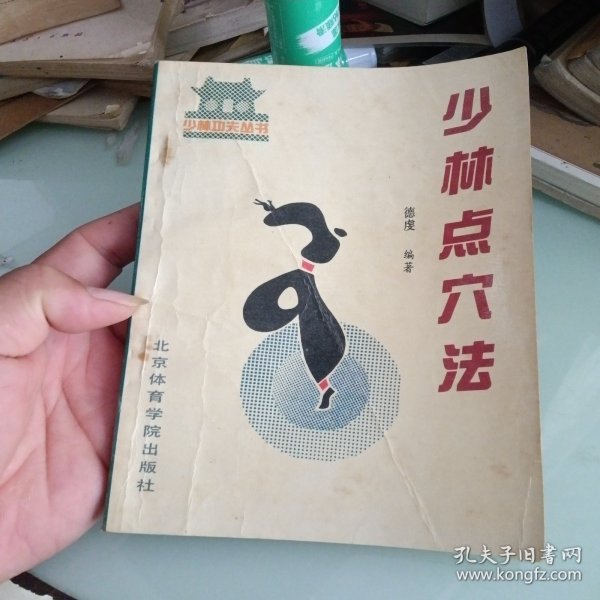 少林功夫丛书
少林点穴法
德虔 编著
北京体育学院出版社
孔夫子旧书网
www.kongfz.com